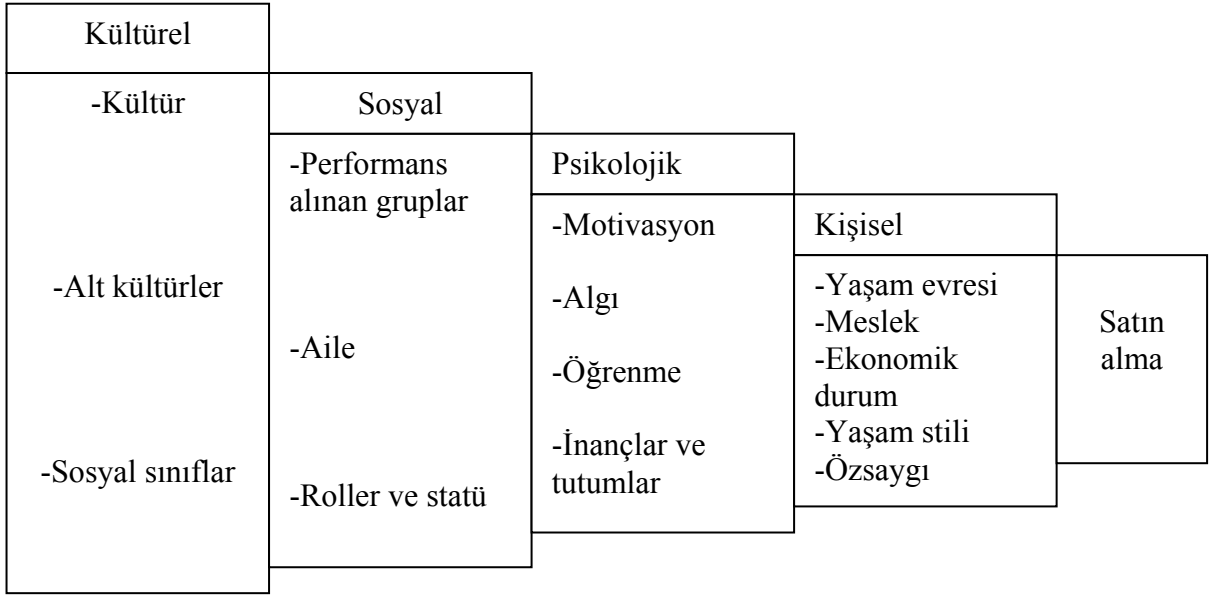 Kültürel
-Kültür
-Alt kültürler
-Sosyal sınıflar
Sosyal
-Performans
alınan gruplar
-Aile
-Roller ve statü
Psikolojik
-Motivasyon
-Algı
-Öğrenme
-İnançlar ve
tutumlar
Kişisel
-Yaşam evresi
-Meslek
-Ekonomik
durum
-Yaşam stili
-Özsaygı
Satın
alma